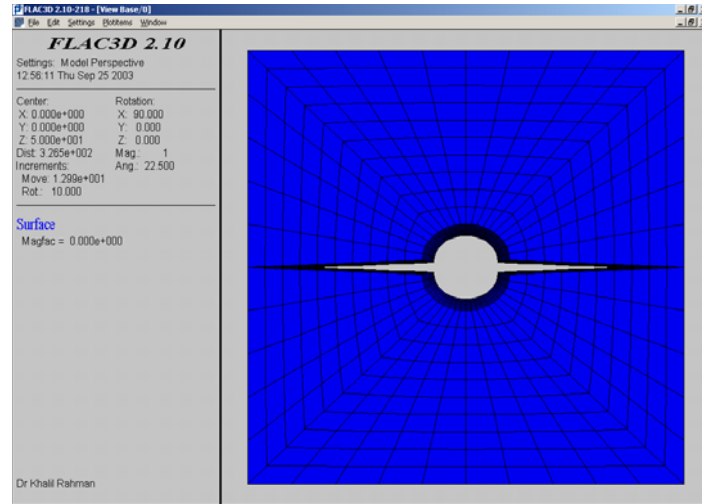 FLAC3D 2.10-218 - [View Base/0]
File Edit Settings Plotitems Window
FLAC3D 2.10
Settings: Model Perspective
12:56:11 Thu Sep 25 2003
Center: Rotation:
X: 0.000e+000 X: 90.000
Y: 0.000e+000 Y: 0.000
Z: 5.000e+001 Z: 0.000
Dist: 3.265e+002 Mag.: 1
Increments: Ang.: 22.500
Move: 1.299e+001
Rot.: 10.000
Surface
Magfac = 0.000e+000
Dr Khalil Rahman